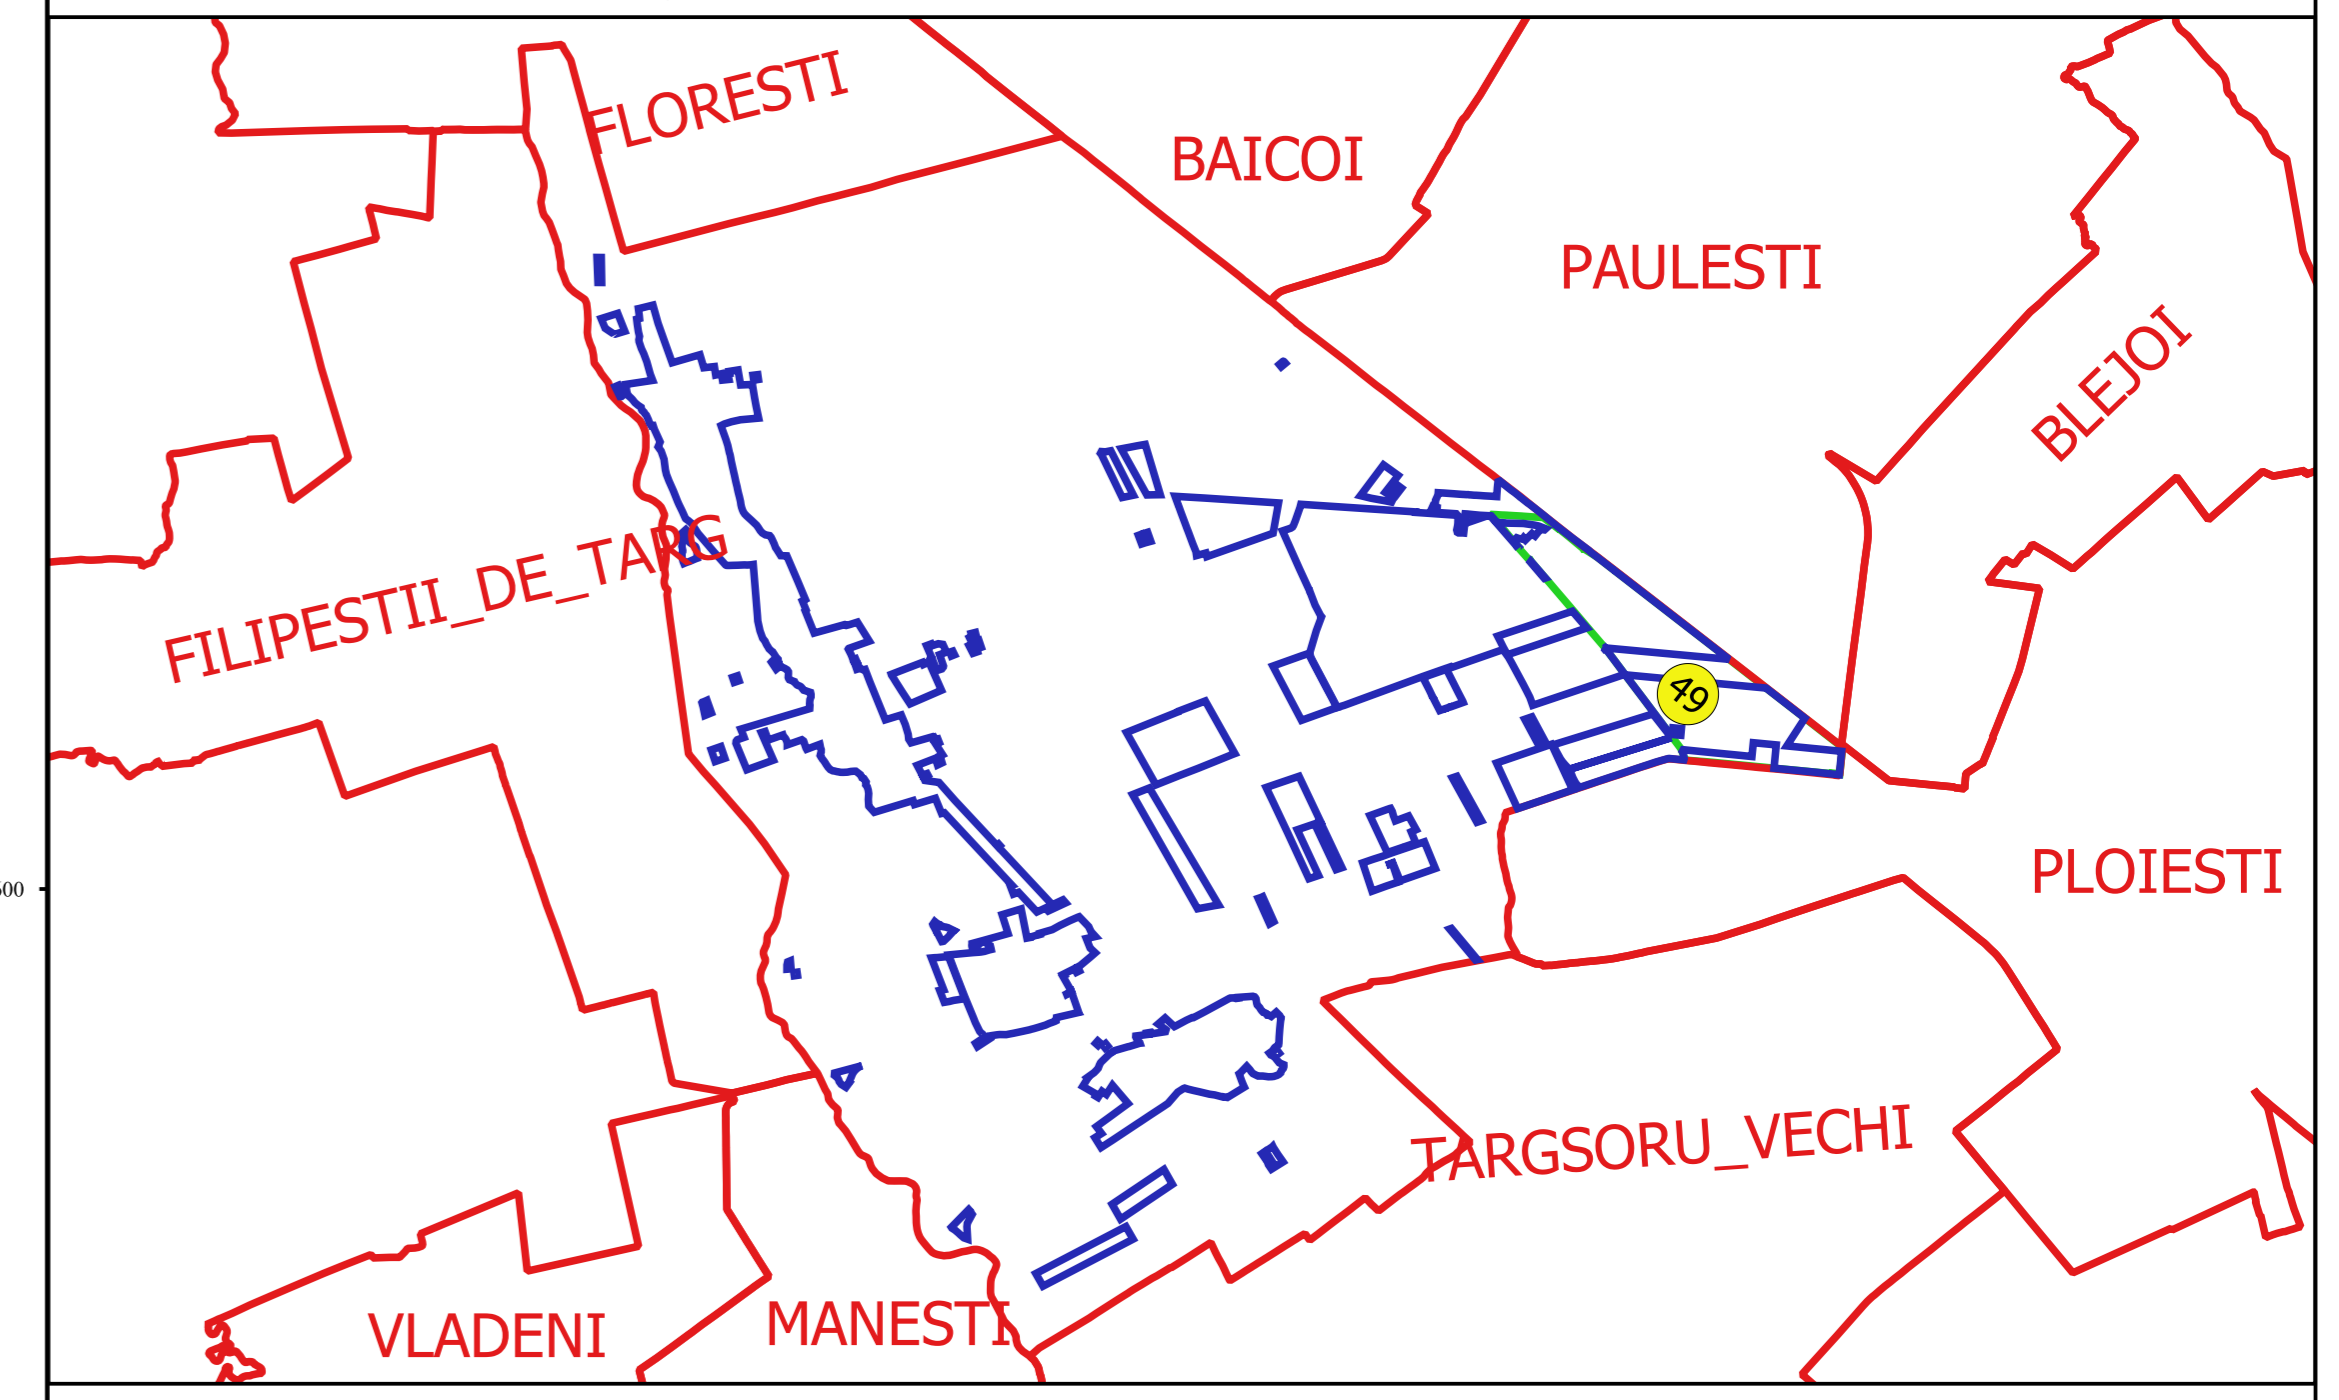 FLORESTI
BAICOI
PAULESTI
BLEJOI
FILIPESTII_DE_TARG
49
PLOIESTI
TARGSORU_VECHI
VLADENI
MANESTI